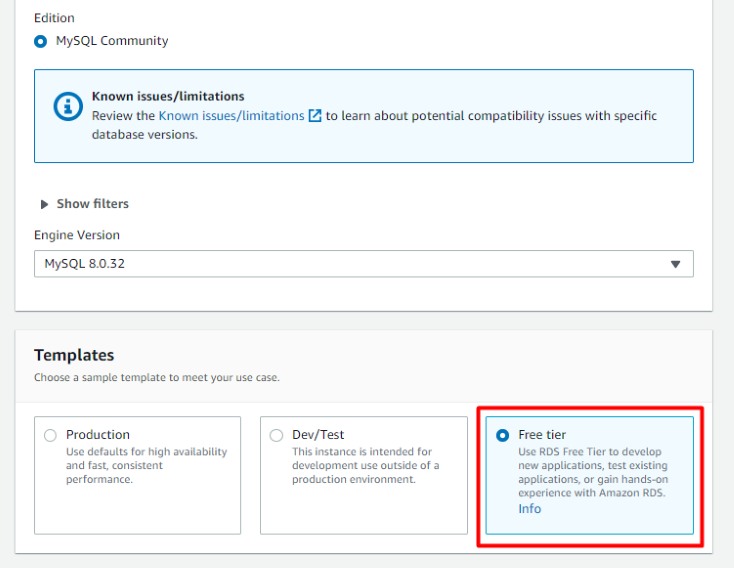 Edition
MySQL Community
Known issues/limitations
Review the Known issues/limitations to learn about potential compatibility issues with specific
database versions.
Show filters
Engine Version
MySQL 8.0.32
Templates
Choose a sample template to meet your use case.
Production
Use defaults for high availability
and fast, consistent
performance.
Dev/Test
This instance is intended for
development use outside of a
production environment.
Free tier
Use RDS Free Tier to develop
new applications, test existing
applications, or gain hands-on
experience with Amazon RDS.
Info